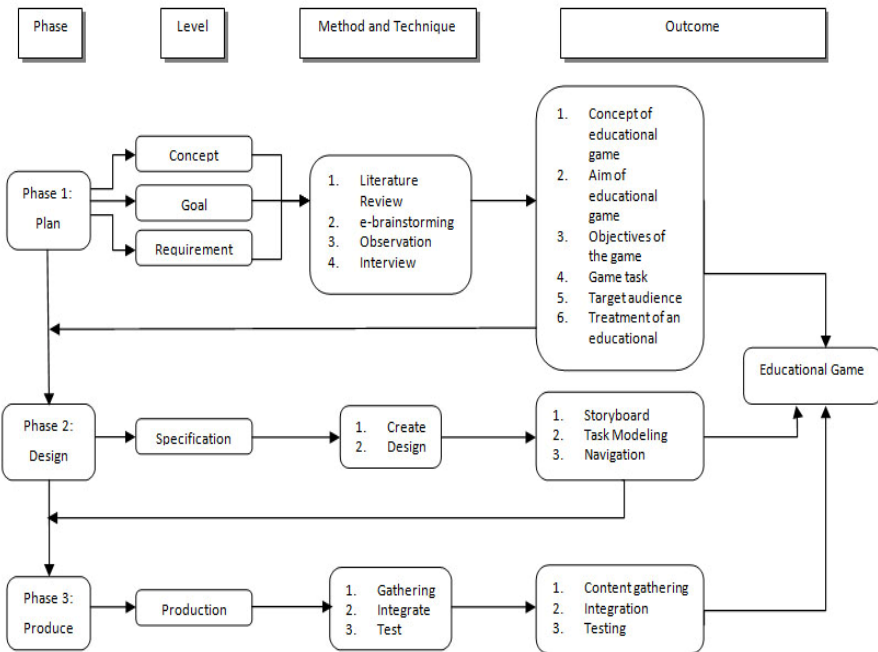 Phase
Level
Method and Technique
Outcome
Phase 1:
Plan
Concept
Goal
Requirement
1. Literature
Review
2. e-brainstorming
3. Observation
4. Interview
1. Concept of
educational
game
2. Aim of
educational
game
3. Objectives of
the game
4. Game task
5. Target audience
6. Treatment of an
educational
Educational Game
Phase 2:
Design
Specification
1. Create
2. Design
1. Storyboard
2. Task Modeling
3. Navigation
Phase 3:
Produce
Production
1. Gathering
2. Integrate
3. Test
1. Content gathering
2. Integration
3. Testing